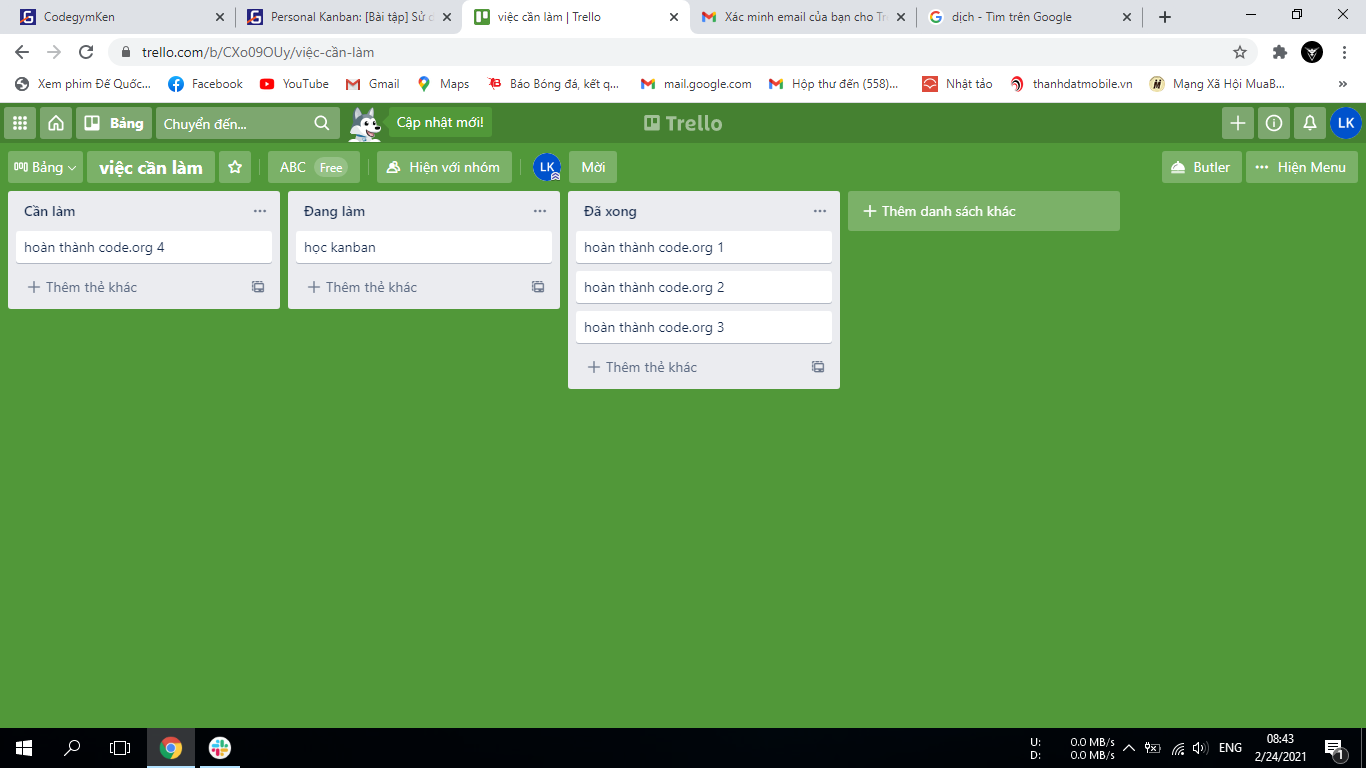 CodegymKen
Personal Kanban: [Bài tập] Sử c
việc cần làm | Trello
Xác minh email của bạn cho Tr
dịch - Tìm trên Google
trello.com/b/CXo09OUy/việc-cần-làm
Xem phim Đế Quốc...
Facebook
YouTube
Gmail
Maps
Báo Bóng đá, kết q...
mail.google.com
Hộp thư đến (558)...
Nhật tảo
thanhdatmobile.vn
Mạng Xã Hội MuaB...
Bảng
Chuyển đến...
Cập nhật mới!
Trello
LK
Bảng
việc cần làm
ABC Free
Hiện với nhóm
LK
Mời
Butler
Hiện Menu
Cần làm
hoàn thành code.org 4
Thêm thẻ khác
Đang làm
học kanban
Thêm thẻ khác
Đã xong
hoàn thành code.org 1
hoàn thành code.org 2
hoàn thành code.org 3
Thêm thẻ khác
Thêm danh sách khác
U: 0.0 MB/s
D: 0.0 MB/s
ENG
08:43
2/24/2021
1